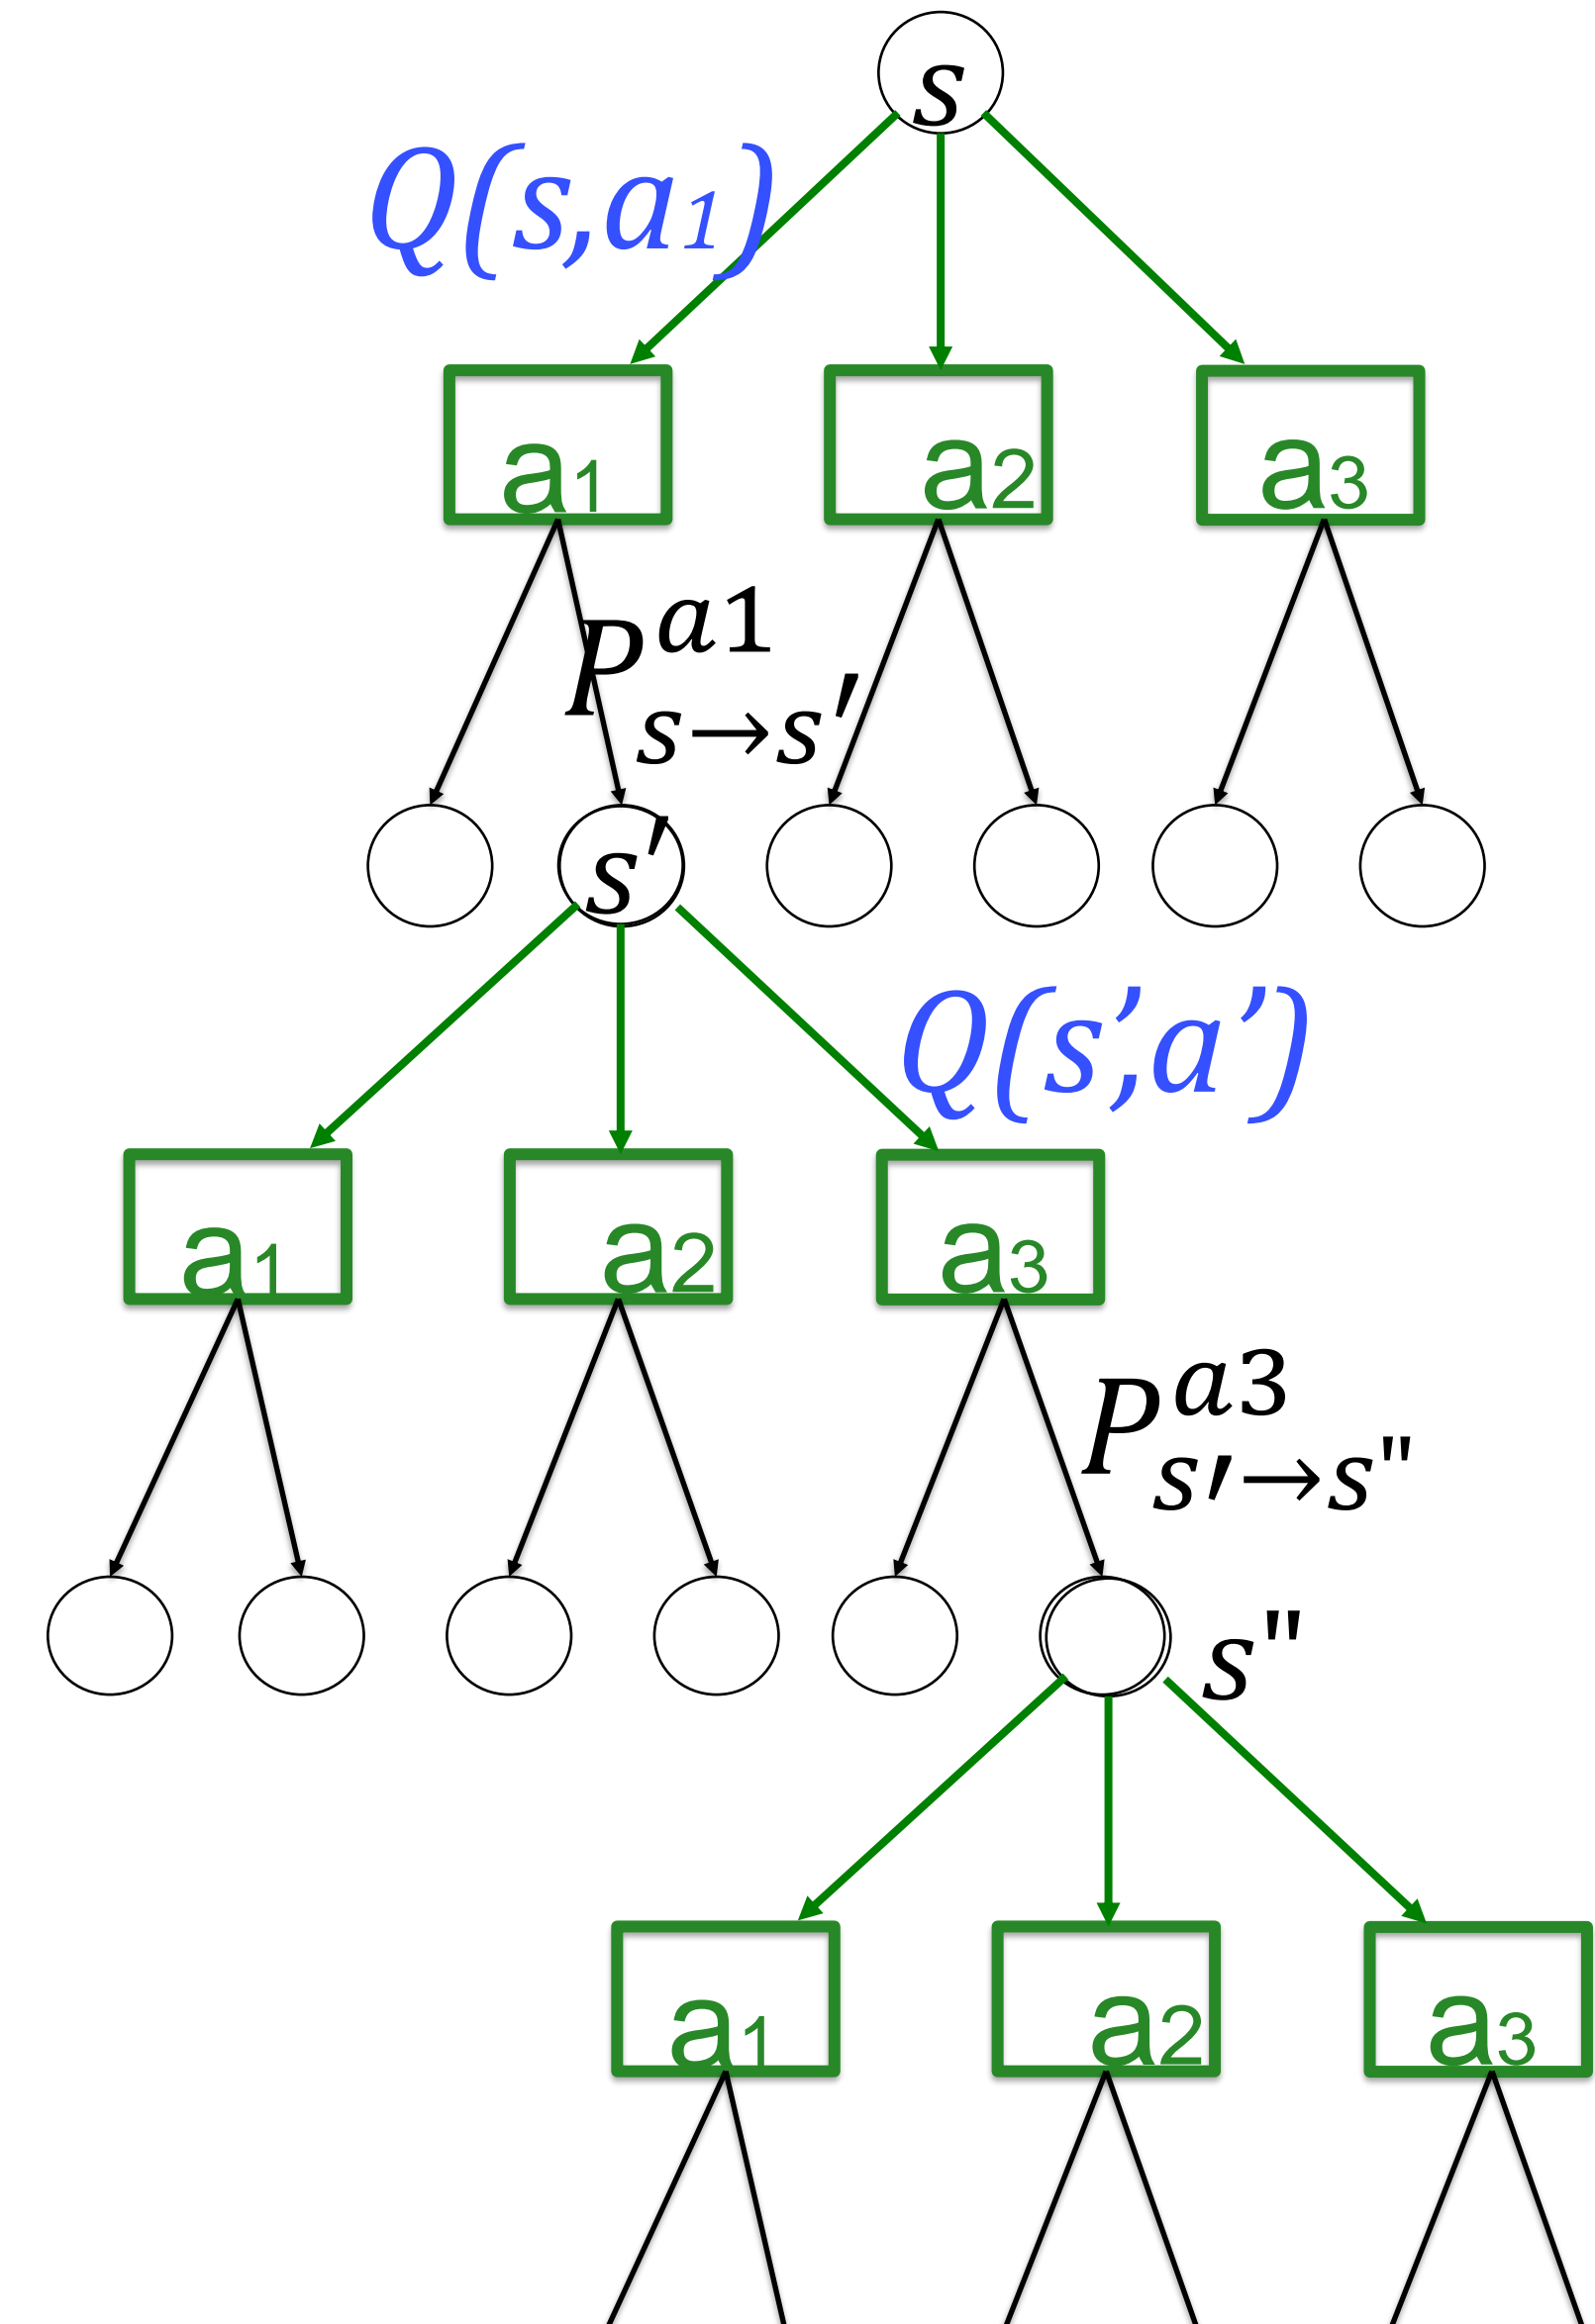 s
Q(s,a1)
a1
a2
a3
P a1 s→s′
s′
Q(s’,a’)
a1
a2
a3
P a3 s′→s"
s"
a1
a2
a3